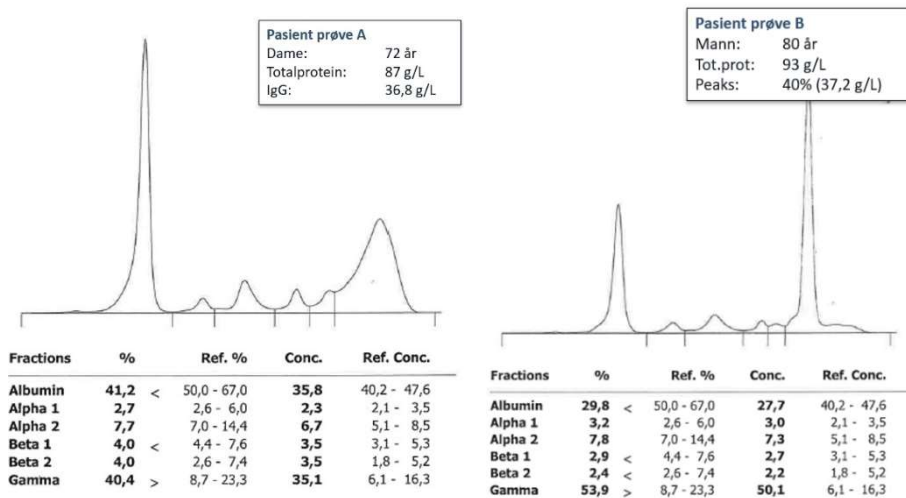 Pasient prøve A
Dame: 72 år
Totalprotein: 87 g/L
IgG: 36,8 g/L
Fractions % Ref. % Conc. Ref. Conc.
Albumin 41,2 < 50,0 - 67,0 35,8 40,2 - 47,6
Alpha 1 2,7 2,6 - 6,0 2,3 2,1 - 3,5
Alpha 2 7,7 7,0 - 14,4 6,7 5,1 - 8,5
Beta 1 4,0 < 4,4 - 7,6 3,5 3,1 - 5,3
Beta 2 4,0 2,6 - 7,4 3,5 1,8 - 5,2
Gamma 40,4 > 8,7 - 23,3 35,1 6,1 - 16,3
Pasient prøve B
Mann: 80 år
Tot.prot: 93 g/L
Peaks: 40% (37,2 g/L)
Fractions % Ref. % Conc. Ref. Conc.
Albumin 29,8 < 50,0 - 67,0 27,7 40,2 - 47,6
Alpha 1 3,2 2,6 - 6,0 3,0 2,1 - 3,5
Alpha 2 7,8 7,0 - 14,4 7,3 5,1 - 8,5
Beta 1 2,9 < 4,4 - 7,6 2,7 3,1 - 5,3
Beta 2 2,4 < 2,6 - 7,4 2,2 1,8 - 5,2
Gamma 53,9 > 8,7 - 23,3 50,1 6,1 - 16,3